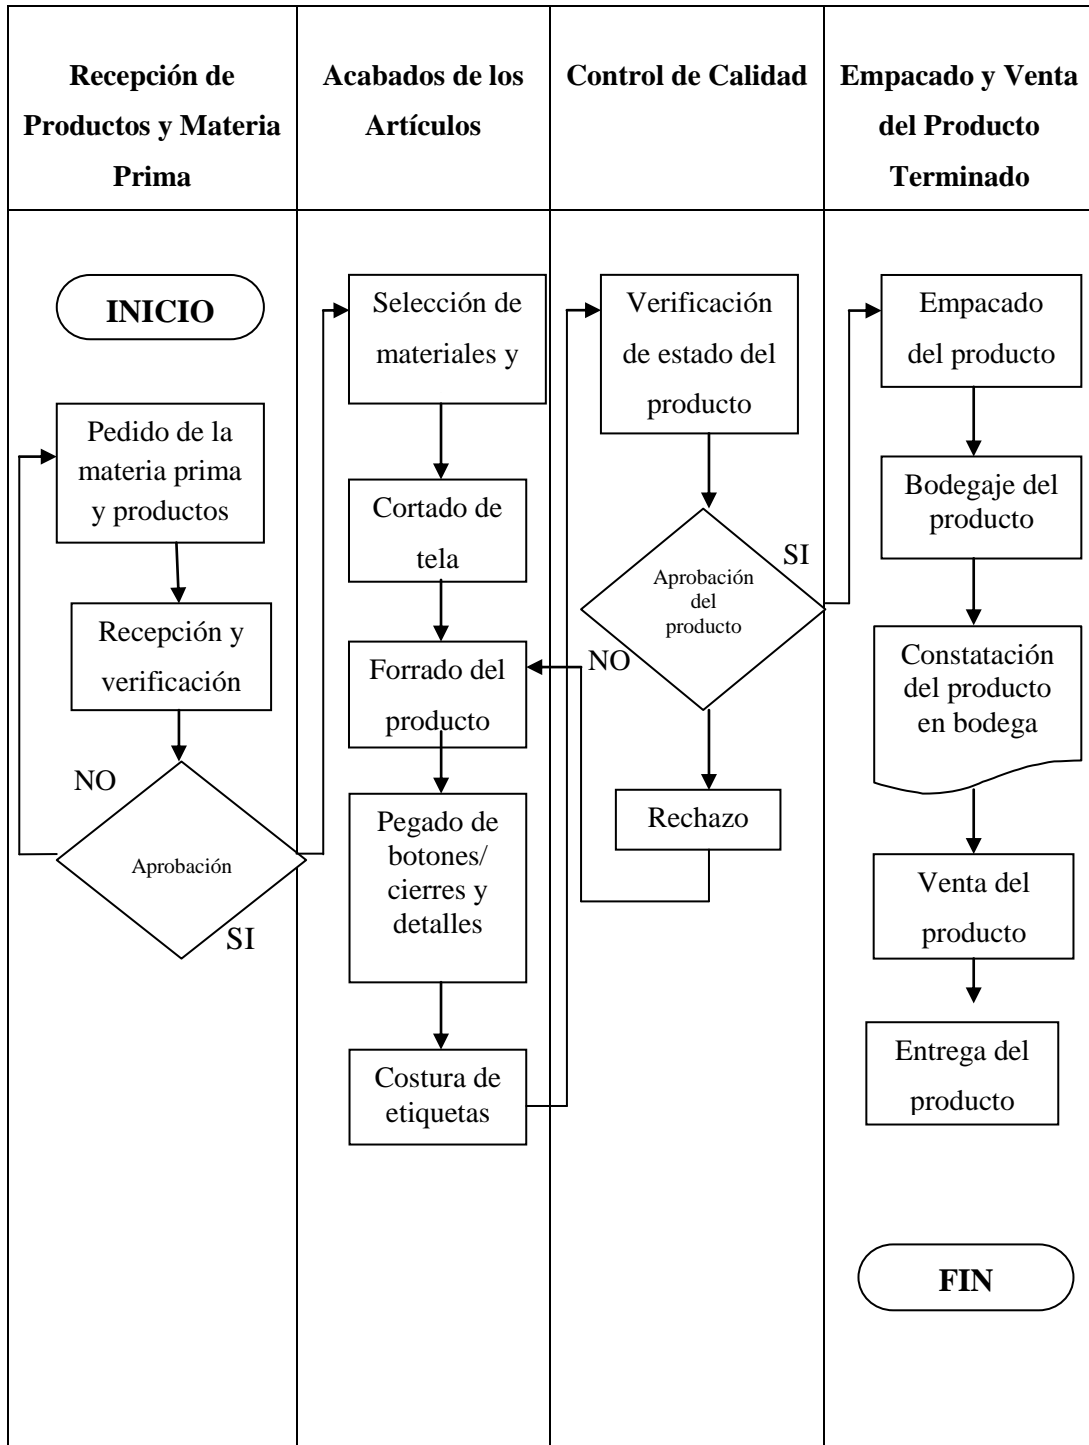 Recepción de
Productos y Materia
Prima
Acabados de los
Artículos
Control de Calidad
Empacado y Venta
del Producto
Terminado
INICIO
Pedido de la
materia prima
y productos
Recepción y
verificación
NO
Aprobación
SI
Selección de
materiales y
Cortado de
tela
Forrado del
producto
Pegado de
botones/
cierres y
detalles
Costura de
etiquetas
Verificación
de estado del
producto
SI
Aprobación
del
producto
NO
Rechazo
Empacado
del producto
Bodegaje del
producto
Constatación
del producto
en bodega
Venta del
producto
Entrega del
producto
FIN